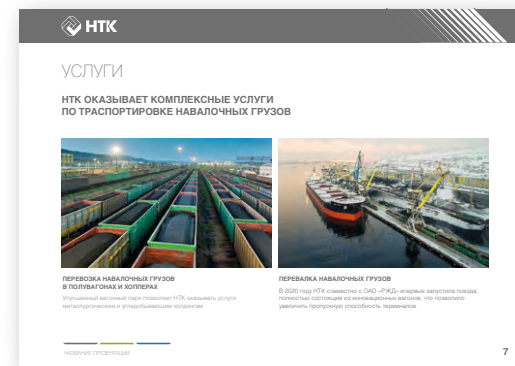 НТК
УСЛУГИ
НТК ОКАЗЫВАЕТ КОМПЛЕКСНЫЕ УСЛУГИ
ПО ТРАСПОРТИРОВКЕ НАВАЛОЧНЫХ ГРУЗОВ
ПЕРЕВОЗКА НАВАЛОЧНЫХ ГРУЗОВ
В ПОЛУВАГОНАХ И ХОППЕРАХ
Улучшенный вагонный парк позволяет НТК оказывать услуги
металлургическим и угледобывающим холдингам
ПЕРЕВАЛКА НАВАЛОЧНЫХ ГРУЗОВ
В 2020 году НТК совместно с ОАО «РЖД» впервые запустила поезда,
полностью состоящие из инновационных вагонов, что позволило
увеличить пропускную способность терминалов
НАЗВАНИЕ ПРЕЗЕНТАЦИИ
7